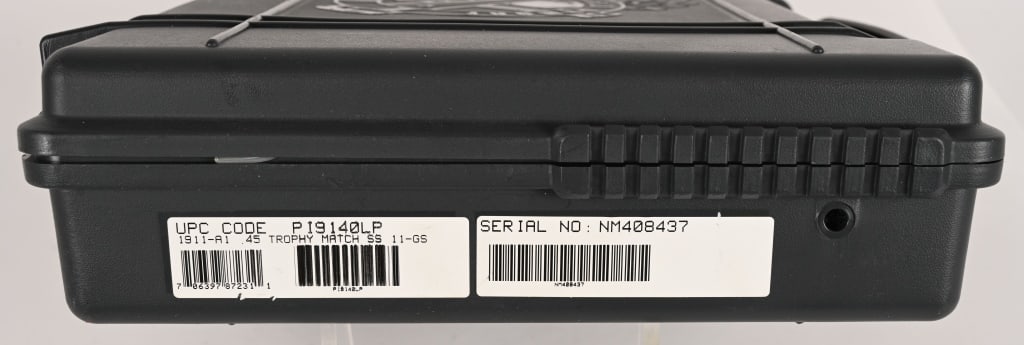 UPC CODE PI9140LP
1911-A1 .45 TROPHY MATCH SS 11-GS
7 06397 87231 1
PI9140LP
SERIAL NO: NM408437
NM408437